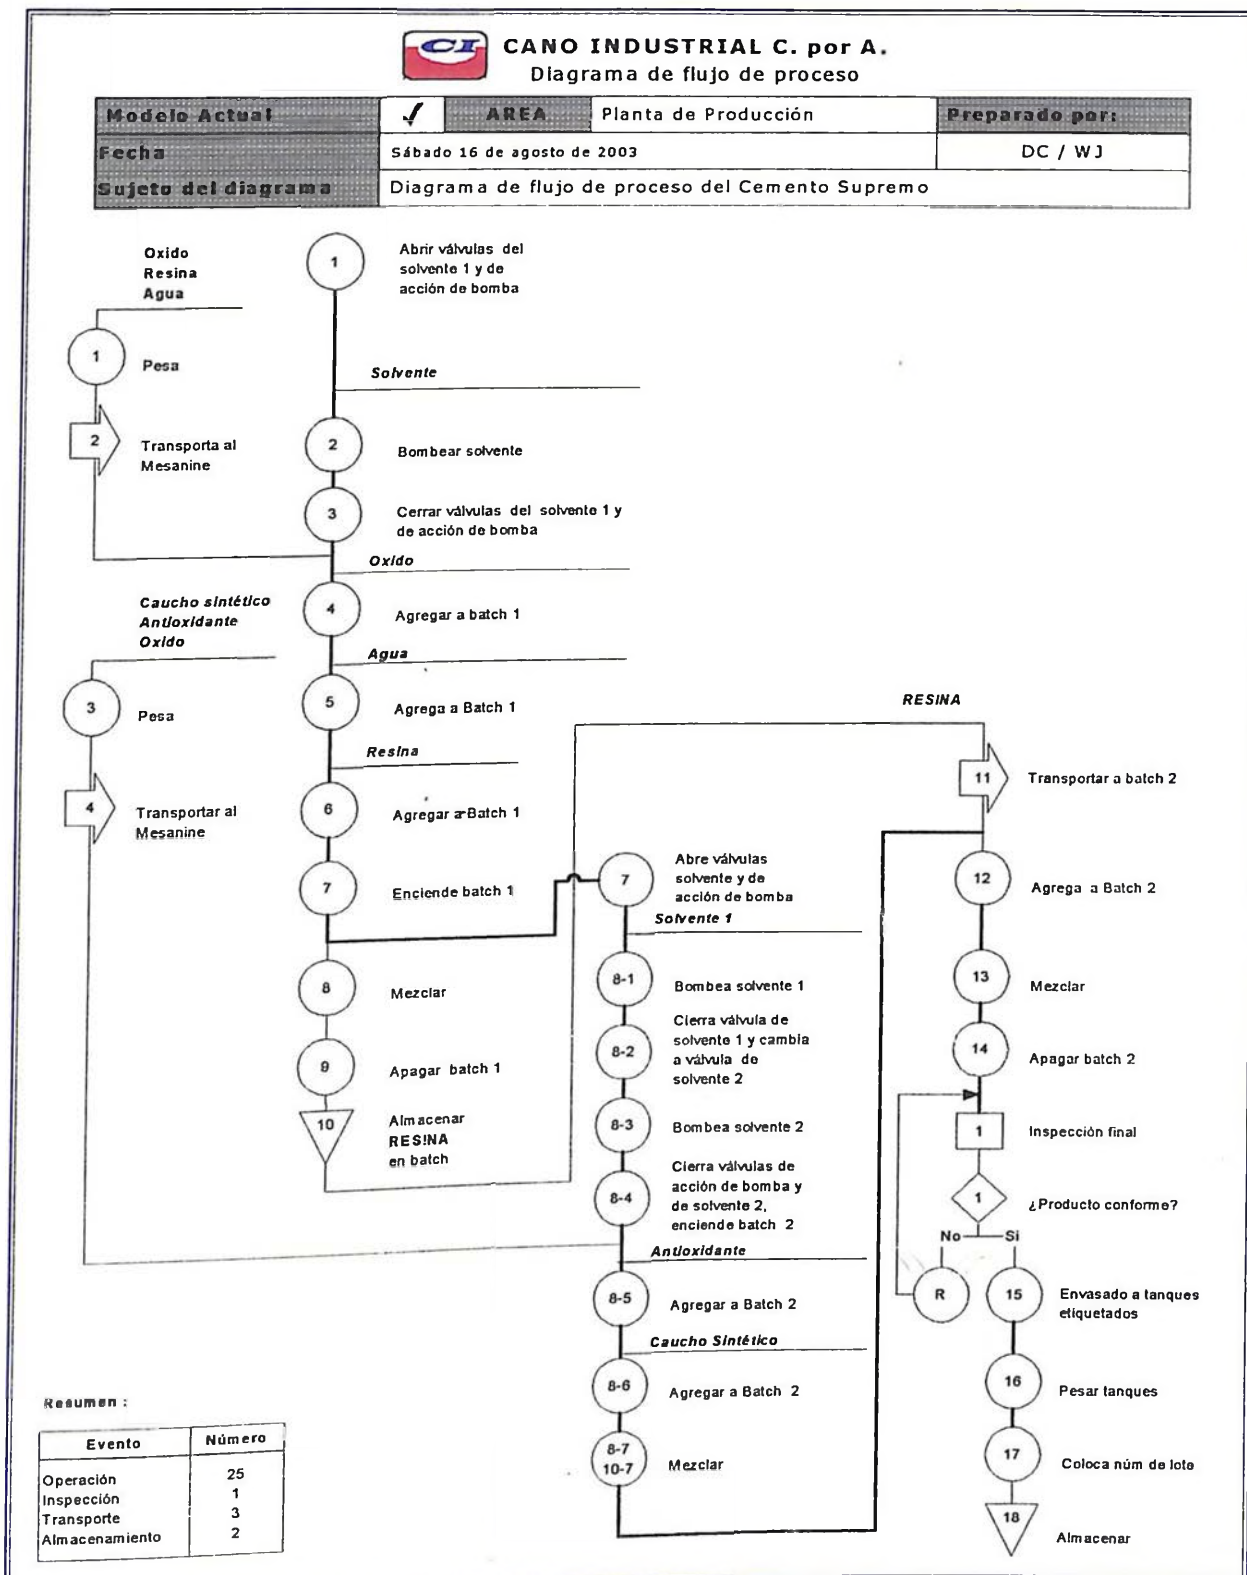 CI CANO INDUSTRIAL C. por A.
Diagrama de flujo de proceso
Modelo Actual ✓ AREA Planta de Producción Preparado por:
Fecha Sábado 16 de agosto de 2003 DC / WJ
Sujeto del diagrama Diagrama de flujo de proceso del Cemento Supremo
Oxido
Resina
Agua
1
Pesa
2
Transporta al
Mesanine
1
Abrir válvulas del
solvente 1 y de
acción de bomba
Solvente
2
Bombear solvente
3
Cerrar válvulas del solvente 1 y
de acción de bomba
Oxido
4
Agregar a batch 1
Agua
5
Agrega a Batch 1
Resina
6
Agregar a Batch 1
7
Enciende batch 1
8
Mezclar
9
Apagar batch 1
10
Almacenar
RESINA
en batch
Caucho sintético
Antioxidante
Oxido
3
Pesa
4
Transportar al
Mesanine
7
Abre válvulas
solvente y de
acción de bomba
Solvente 1
8-1
Bombea solvente 1
8-2
Cierra válvula de
solvente 1 y cambia
a válvula de
solvente 2
8-3
Bombea solvente 2
8-4
Cierra válvulas de
acción de bomba y
de solvente 2,
enciende batch 2
Antioxidante
8-5
Agregar a Batch 2
Caucho Sintético
8-6
Agregar a Batch 2
8-7
10-7
Mezclar
RESINA
11
Transportar a batch 2
12
Agrega a Batch 2
13
Mezclar
14
Apagar batch 2
1
Inspección final
1
¿Producto conforme?
No Si
R
15
Envasado a tanques
etiquetados
16
Pesar tanques
17
Coloca núm de lote
18
Almacenar
Resumen :
Evento Número
Operación 25
Inspección 1
Transporte 3
Almacenamiento 2